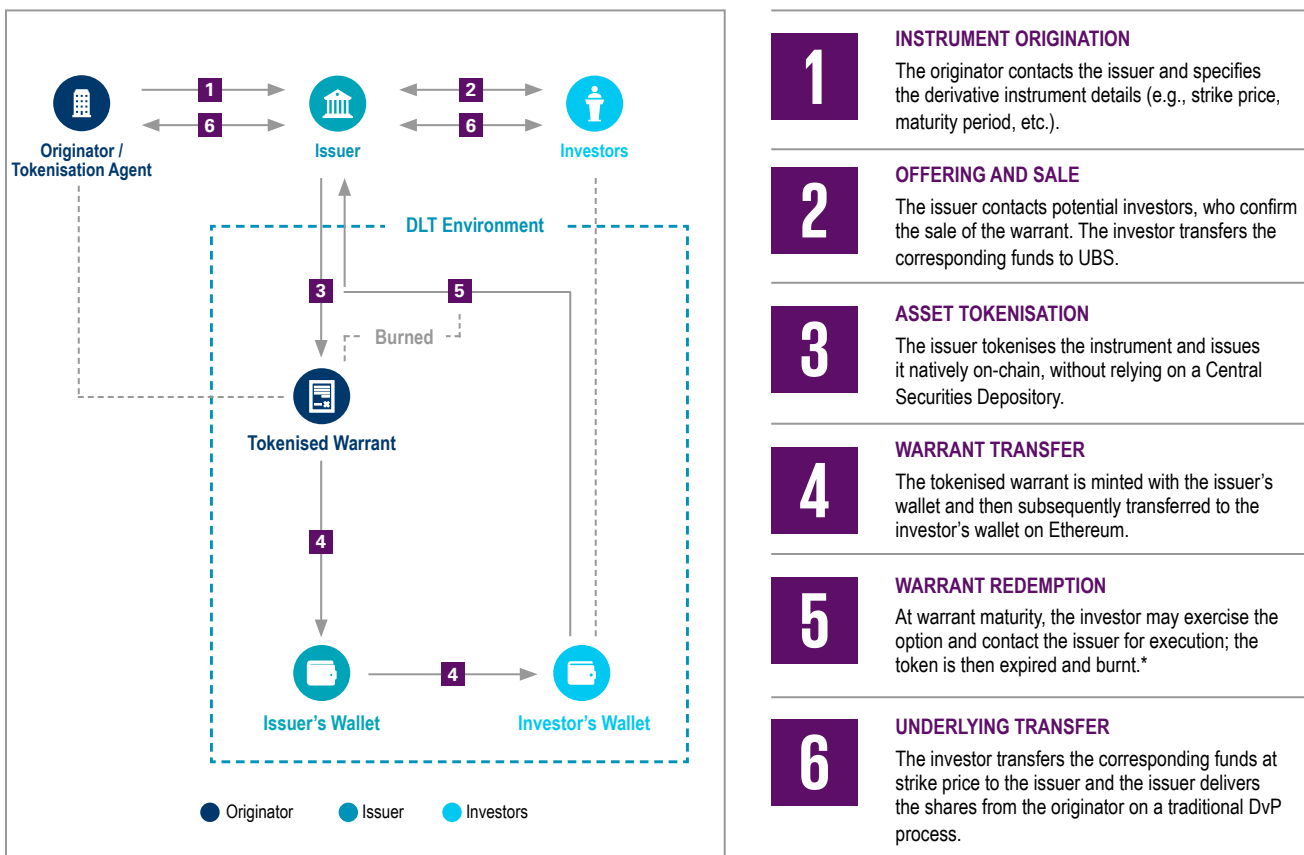 1
2
6
6
Originator /
Tokenisation Agent
Issuer
Investors
DLT Environment
3
5
Burned
Tokenised Warrant
4
4
Issuer's Wallet
Investor's Wallet
Originator
Issuer
Investors
1
INSTRUMENT ORIGINATION
The originator contacts the issuer and specifies
the derivative instrument details (e.g., strike price,
maturity period, etc.).
2
OFFERING AND SALE
The issuer contacts potential investors, who confirm
the sale of the warrant. The investor transfers the
corresponding funds to UBS.
3
ASSET TOKENISATION
The issuer tokenises the instrument and issues
it natively on-chain, without relying on a Central
Securities Depository.
4
WARRANT TRANSFER
The tokenised warrant is minted with the issuer's
wallet and then subsequently transferred to the
investor's wallet on Ethereum.
5
WARRANT REDEMPTION
At warrant maturity, the investor may exercise the
option and contact the issuer for execution; the
token is then expired and burnt.*
6
UNDERLYING TRANSFER
The investor transfers the corresponding funds at
strike price to the issuer and the issuer delivers
the shares from the originator on a traditional DvP
process.